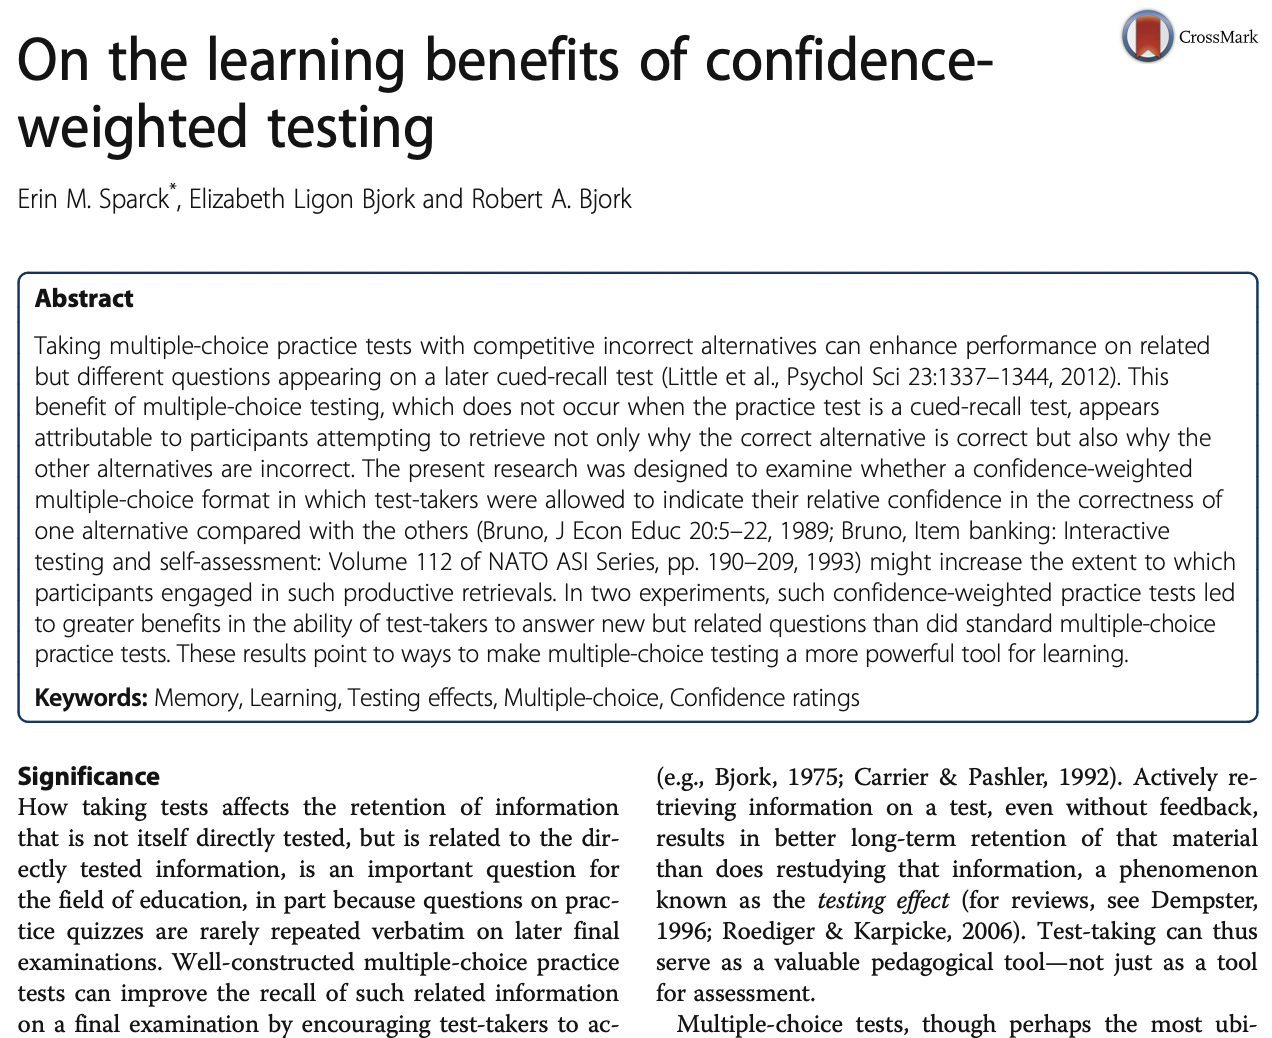 On the learning benefits of confidence-
weighted testing
CrossMark
Erin M. Sparck*, Elizabeth Ligon Bjork and Robert A. Bjork
Abstract
Taking multiple-choice practice tests with competitive incorrect alternatives can enhance performance on related
but different questions appearing on a later cued-recall test (Little et al., Psychol Sci 23:1337–1344, 2012). This
benefit of multiple-choice testing, which does not occur when the practice test is a cued-recall test, appears
attributable to participants attempting to retrieve not only why the correct alternative is correct but also why the
other alternatives are incorrect. The present research was designed to examine whether a confidence-weighted
multiple-choice format in which test-takers were allowed to indicate their relative confidence in the correctness of
one alternative compared with the others (Bruno, J Econ Educ 20:5–22, 1989; Bruno, Item banking: Interactive
testing and self-assessment: Volume 112 of NATO ASI Series, pp. 190–209, 1993) might increase the extent to which
participants engaged in such productive retrievals. In two experiments, such confidence-weighted practice tests led
to greater benefits in the ability of test-takers to answer new but related questions than did standard multiple-choice
practice tests. These results point to ways to make multiple-choice testing a more powerful tool for learning.
Keywords: Memory, Learning, Testing effects, Multiple-choice, Confidence ratings
Significance
How taking tests affects the retention of information
that is not itself directly tested, but is related to the dir-
ectly tested information, is an important question for
the field of education, in part because questions on prac-
tice quizzes are rarely repeated verbatim on later final
examinations. Well-constructed multiple-choice practice
tests can improve the recall of such related information
on a final examination by encouraging test-takers to ac-
(e.g., Bjork, 1975; Carrier & Pashler, 1992). Actively re-
trieving information on a test, even without feedback,
results in better long-term retention of that material
than does restudying that information, a phenomenon
known as the testing effect (for reviews, see Dempster,
1996; Roediger & Karpicke, 2006). Test-taking can thus
serve as a valuable pedagogical tool—not just as a tool
for assessment.
Multiple-choice tests, though perhaps the most ubi-